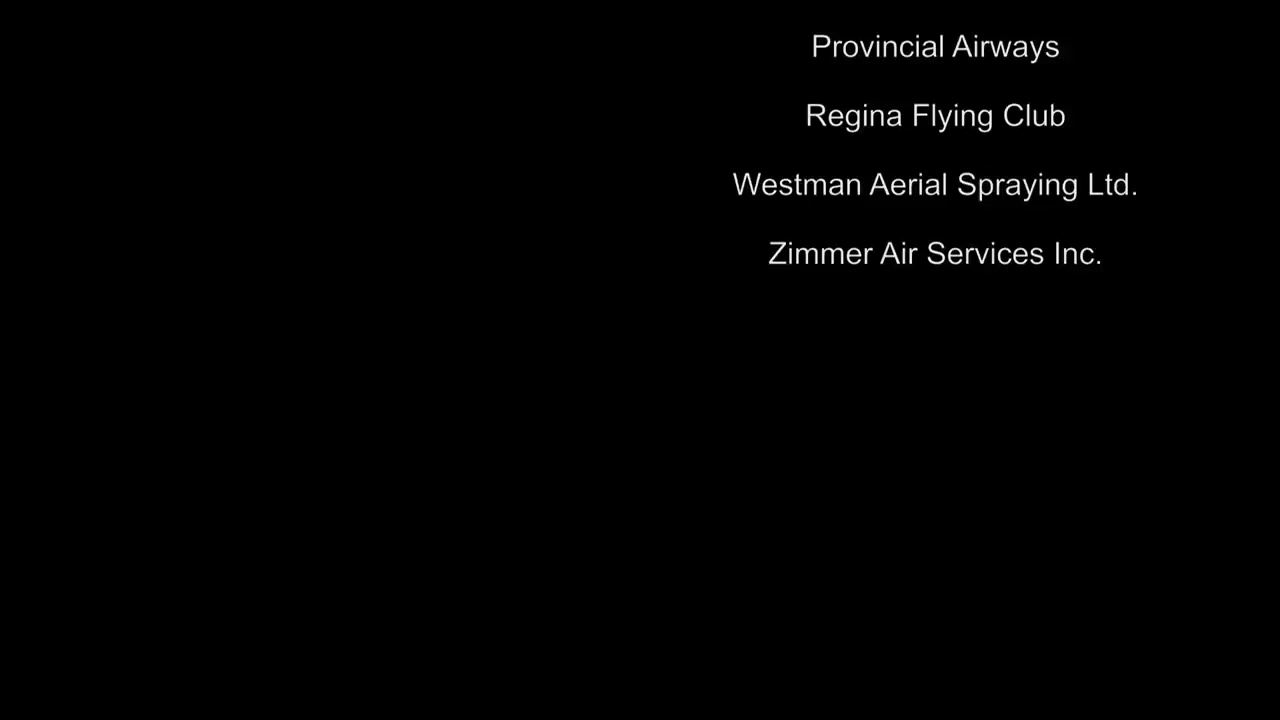 Provincial Airways
Regina Flying Club
Westman Aerial Spraying Ltd.
Zimmer Air Services Inc.